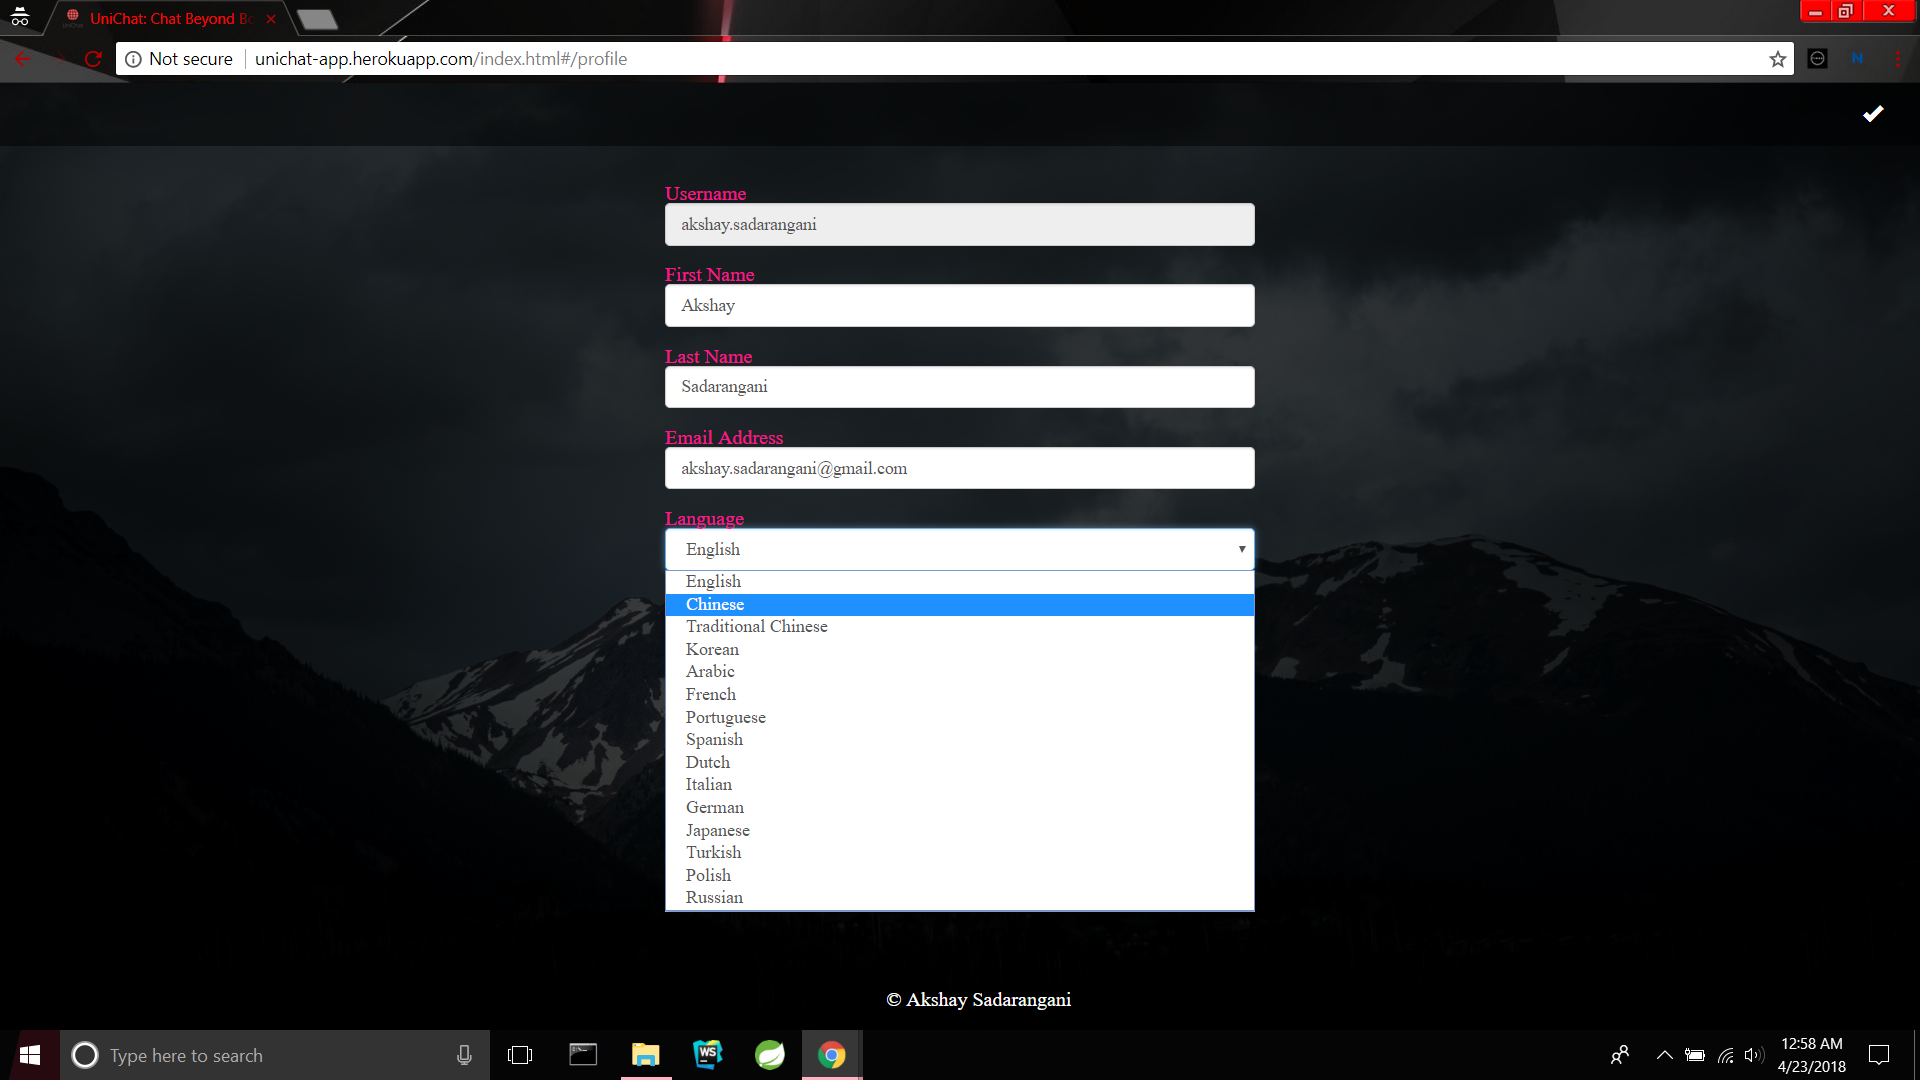 UniChat: Chat Beyond Bo
Not secure
unichat-app.herokuapp.com/index.html#/profile
Username
akshay.sadarangani
First Name
Akshay
Last Name
Sadarangani
Email Address
akshay.sadarangani@gmail.com
Language
English
English
Chinese
Traditional Chinese
Korean
Arabic
French
Portuguese
Spanish
Dutch
Italian
German
Japanese
Turkish
Polish
Russian
© Akshay Sadarangani
Type here to search
WS
12:58 AM
4/23/2018